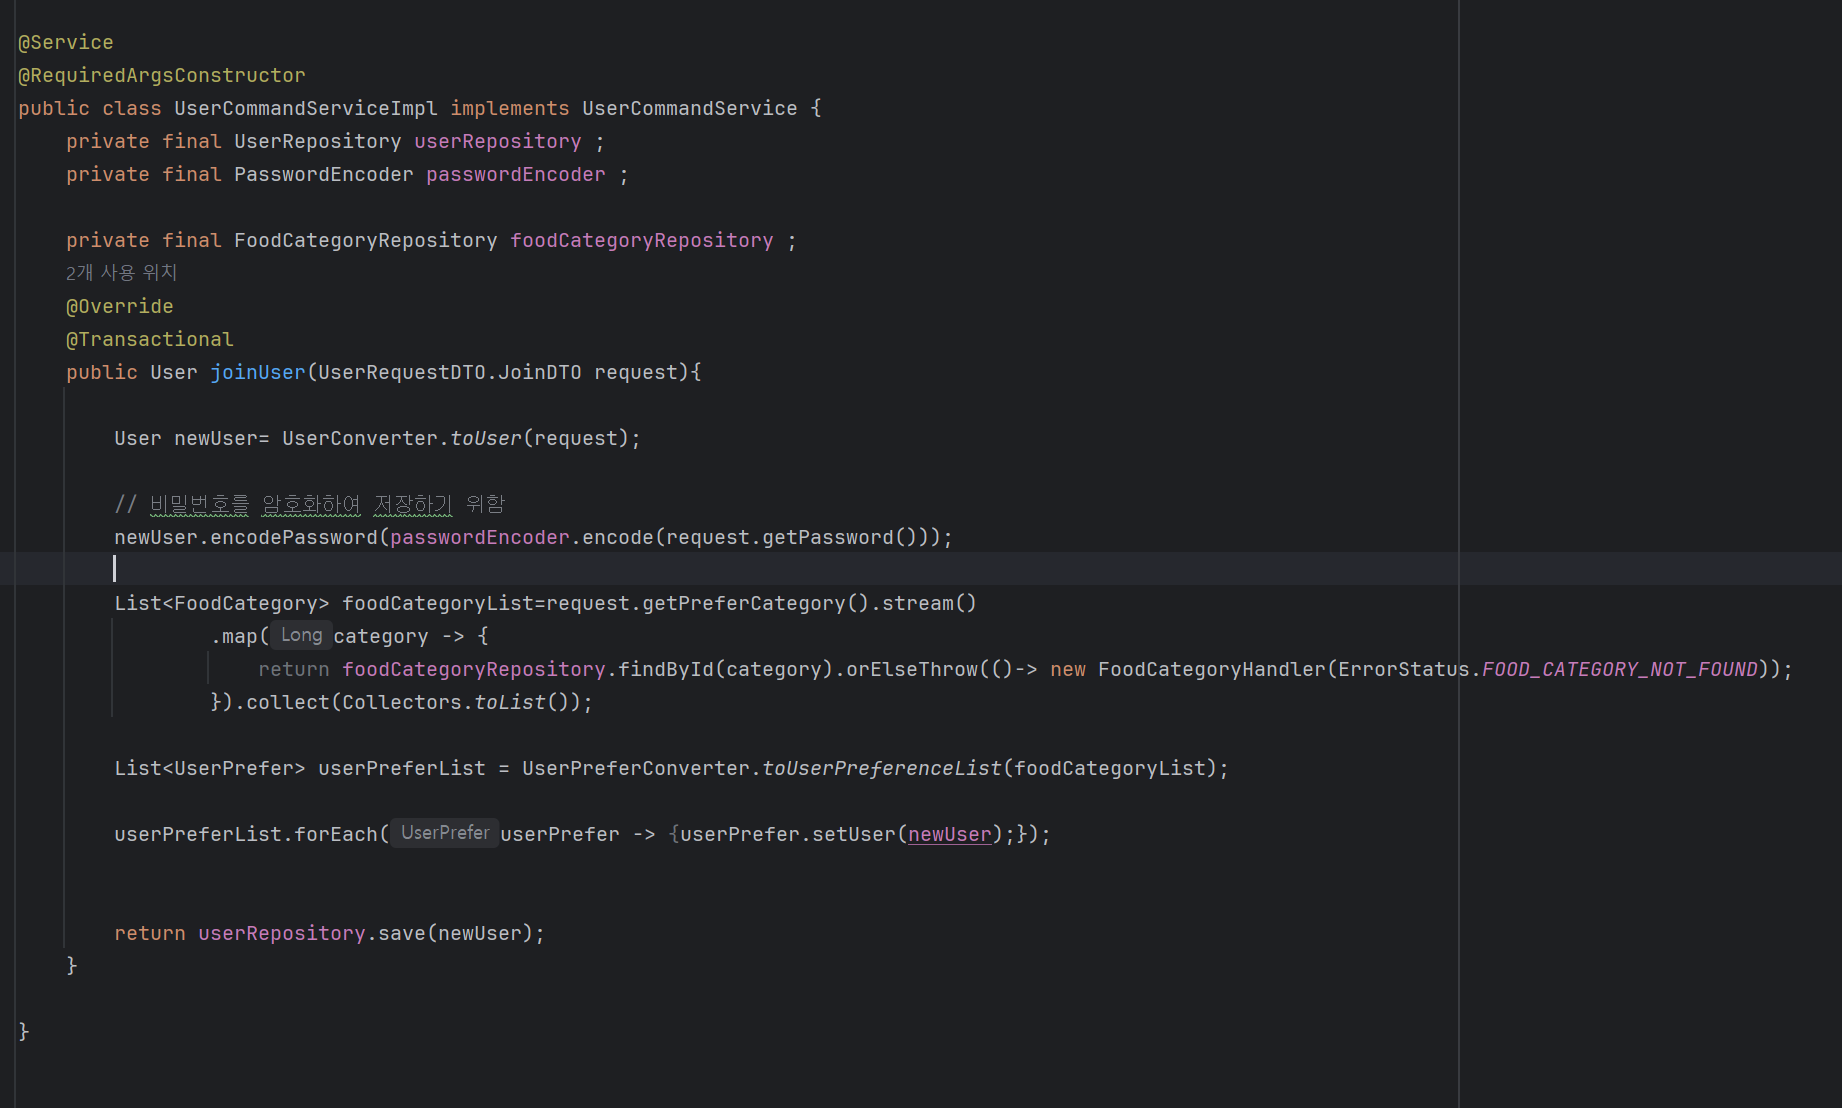 @Service
@RequiredArgsConstructor
public class UserCommandServiceImpl implements UserCommandService {
    private final UserRepository userRepository ;
    private final PasswordEncoder passwordEncoder ;
    private final FoodCategoryRepository foodCategoryRepository ;
    2개 사용 위치
    @Override
    @Transactional
    public User joinUser(UserRequestDTO.JoinDTO request){
        User newUser= UserConverter.toUser(request);
        // 비밀번호를 암호화하여 저장하기 위함
        newUser.encodePassword(passwordEncoder.encode(request.getPassword()));
        List<FoodCategory> foodCategoryList=request.getPreferCategory().stream()
                .map( Long category -> {
                    return foodCategoryRepository.findById(category).orElseThrow(()-> new FoodCategoryHandler(ErrorStatus.FOOD_CATEGORY_NOT_FOUND));
                }).collect(Collectors.toList());
        List<UserPrefer> userPreferList = UserPreferConverter.toUserPreferenceList(foodCategoryList);
        userPreferList.forEach( UserPrefer userPrefer -> {userPrefer.setUser(newUser);});
        return userRepository.save(newUser);
    }
}